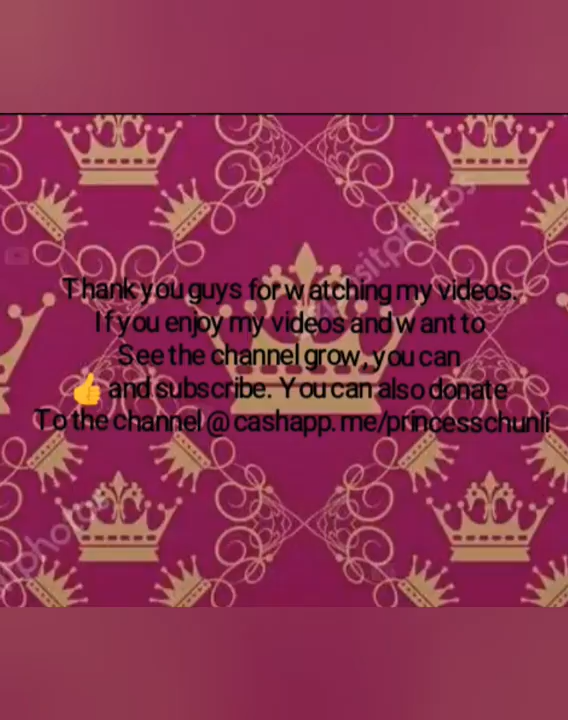 Thank you guys for watching my videos.
If you enjoy my videos and want to
See the channel grow, you can
👍 and subscribe. You can also donate
To the channel @ cashapp.me/princesschunli